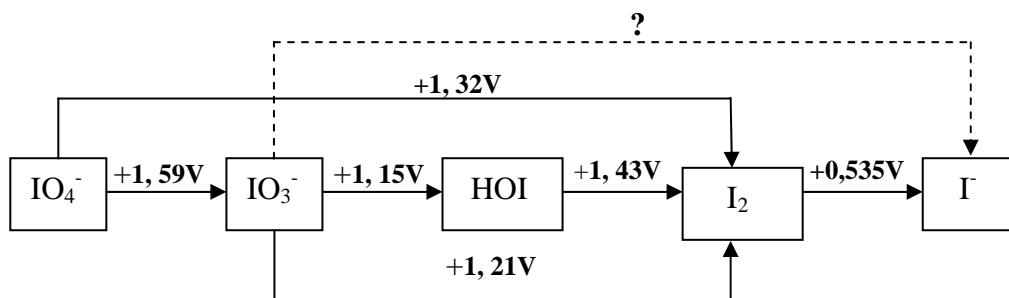 ?
+1, 32V
IO₄⁻ +1, 59V IO₃⁻ +1, 15V HOI +1, 43V I₂ +0,535V I⁻
+1, 21V